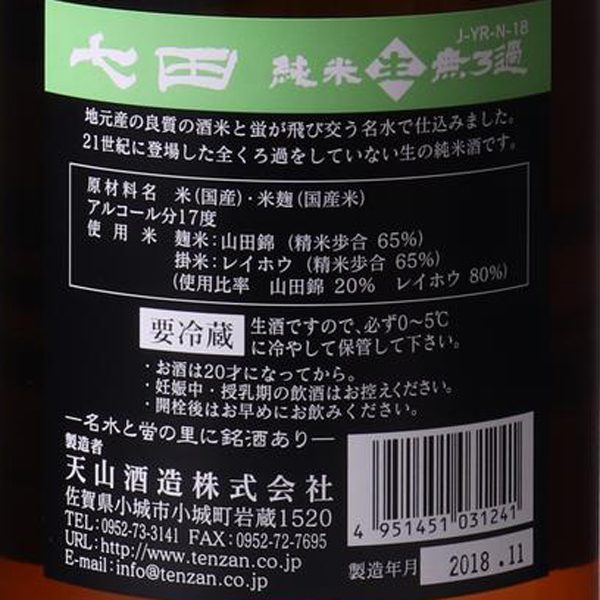 J-YR-N-18
七田 純米 生 無ろ過
地元産の良質の酒米と蛍が飛び交う名水で仕込みました。
21世紀に登場した全くろ過をしていない生の純米酒です。
原材料名 米(国産)・米麹(国産米)
アルコール分17度
使用米 麹米:山田錦 (精米歩合 65%)
掛米:レイホウ (精米歩合 65%)
(使用比率 山田錦 20% レイホウ 80%)
要冷蔵 生酒ですので、必ず0~5℃
に冷やして保管して下さい。
・お酒は20才になってから。
・妊娠中・授乳期の飲酒はお控えください。
・開栓後はお早めにお飲みください。
―名水と蛍の里に銘酒あり―
製造者
天山酒造株式会社
佐賀県小城市小城町岩蔵1520
TEL:0952-73-3141 FAX:0952-72-7695
URL:http://www.tenzan.co.jp
E-mail:info@tenzan.co.jp
4 951451 031241
製造年月 2018.11